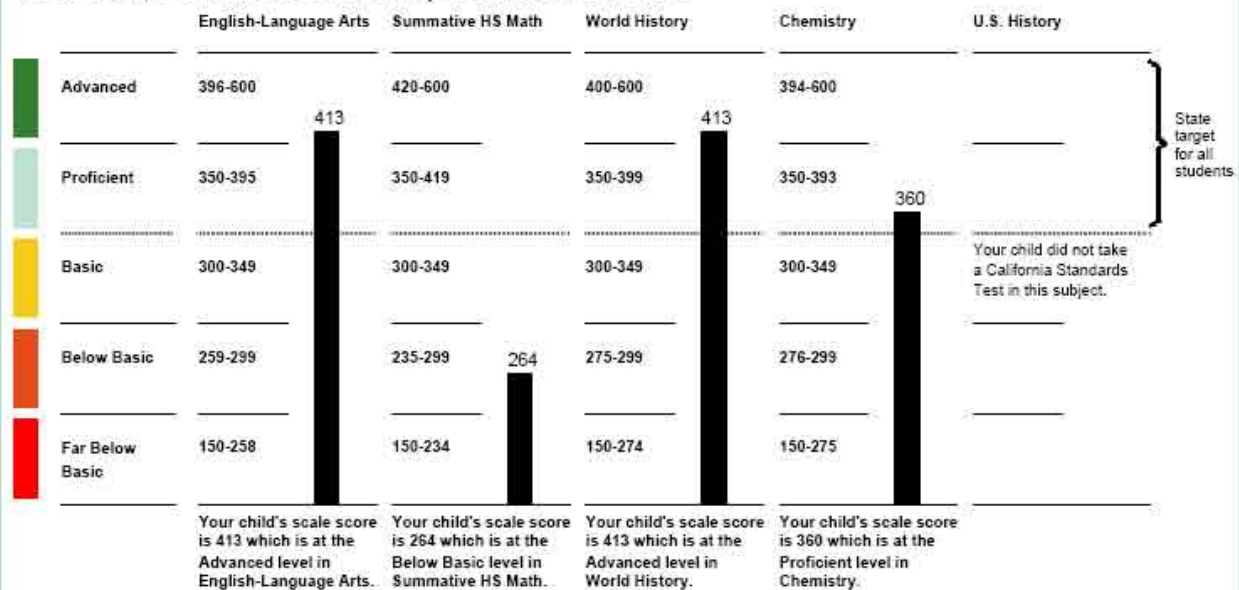 English-Language Arts Summative HS Math World History Chemistry U.S. History
Advanced 396-600 420-600 400-600 394-600
413 413
State
target
for all
students
Proficient 350-395 350-419 350-399 350-393
360
Basic 300-349 300-349 300-349 300-349
Your child did not take
a California Standards
Test in this subject.
Below Basic 259-299 235-299 275-299 276-299
264
Far Below
Basic
150-258 150-234 150-274 150-275
Your child's scale score
is 413 which is at the
Advanced level in
English-Language Arts.
Your child's scale score
is 264 which is at the
Below Basic level in
Summative HS Math.
Your child's scale score
is 413 which is at the
Advanced level in
World History.
Your child's scale score
is 360 which is at the
Proficient level in
Chemistry.